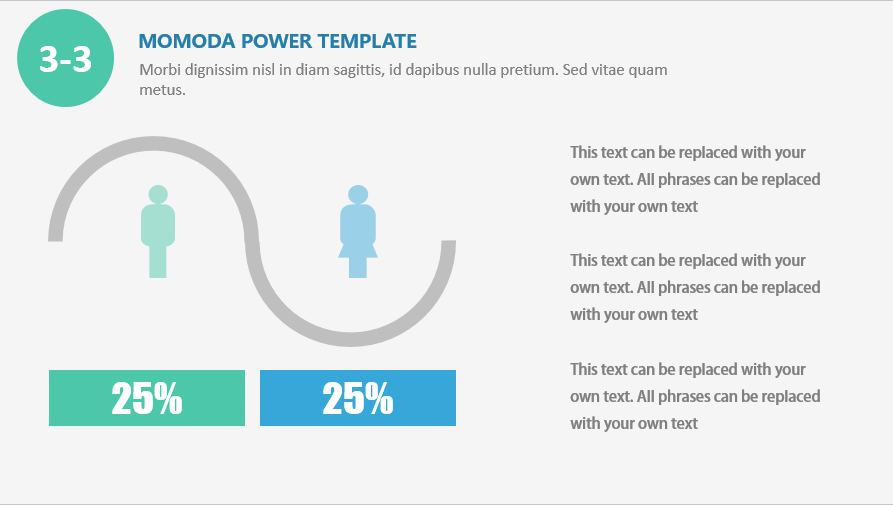 3-3
MOMODA POWER TEMPLATE
Morbi dignissim nisl in diam sagittis, id dapibus nulla pretium. Sed vitae quam
metus.
This text can be replaced with your
own text. All phrases can be replaced
with your own text
This text can be replaced with your
own text. All phrases can be replaced
with your own text
This text can be replaced with your
own text. All phrases can be replaced
with your own text
25%
25%